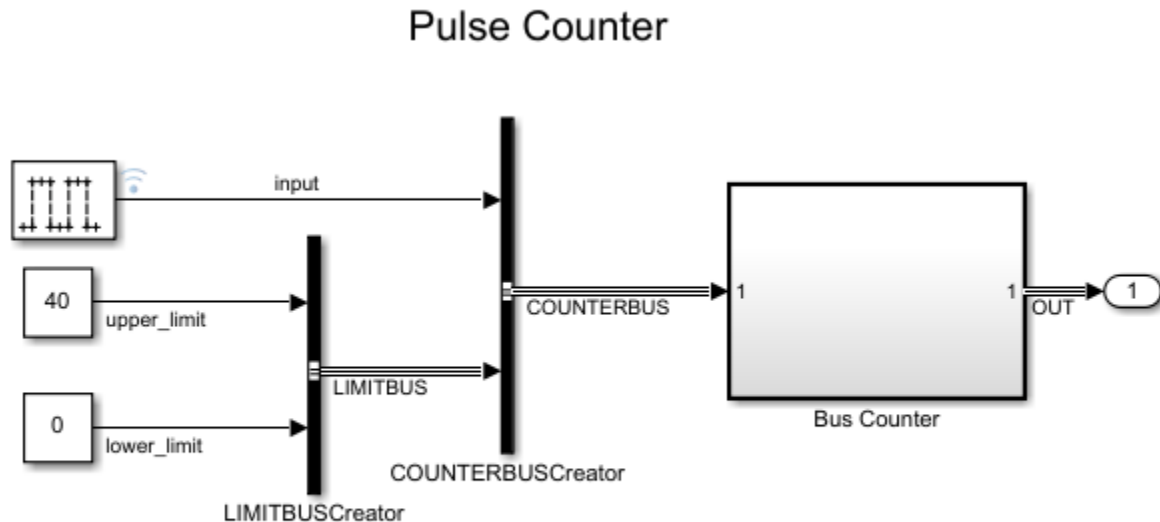 Pulse Counter
input
40
upper_limit
COUNTERBUS
1
1
OUT
1
LIMITBUS
0
lower_limit
Bus Counter
COUNTERBUSCreator
LIMITBUSCreator